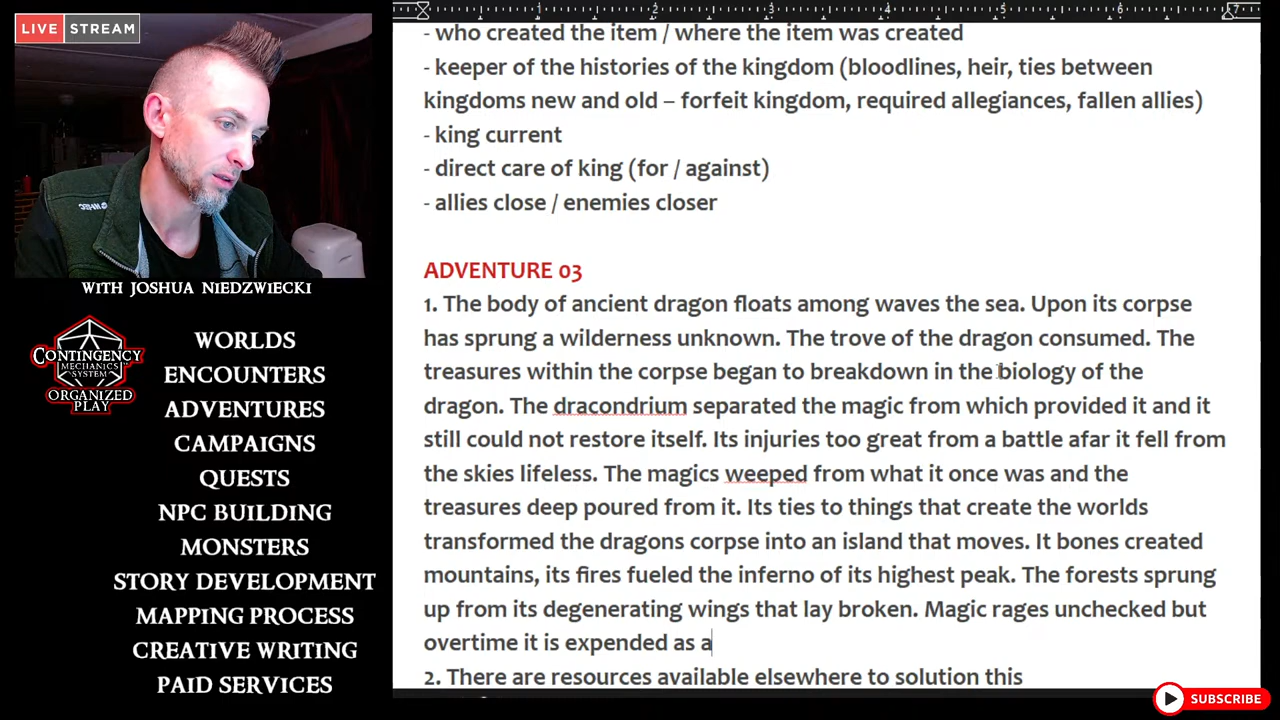 LIVE STREAM
WITH JOSHUA NIEDZWIECKI
CONTINGENCY
MECHANICS
SYSTEM
ORGANIZED
PLAY
WORLDS
ENCOUNTERS
ADVENTURES
CAMPAIGNS
QUESTS
NPC BUILDING
MONSTERS
STORY DEVELOPMENT
MAPPING PROCESS
CREATIVE WRITING
PAID SERVICES
1 2 3 4 5 6 7
- who created the item / where the item was created
- keeper of the histories of the kingdom (bloodlines, heir, ties between
kingdoms new and old – forfeit kingdom, required allegiances, fallen allies)
- king current
- direct care of king (for / against)
- allies close / enemies closer
ADVENTURE 03
1. The body of ancient dragon floats among waves the sea. Upon its corpse
has sprung a wilderness unknown. The trove of the dragon consumed. The
treasures within the corpse began to breakdown in the biology of the
dragon. The dracondrium separated the magic from which provided it and it
still could not restore itself. Its injuries too great from a battle afar it fell from
the skies lifeless. The magics weeped from what it once was and the
treasures deep poured from it. Its ties to things that create the worlds
transformed the dragons corpse into an island that moves. It bones created
mountains, its fires fueled the inferno of its highest peak. The forests sprung
up from its degenerating wings that lay broken. Magic rages unchecked but
overtime it is expended as a
2. There are resources available elsewhere to solution this
SUBSCRIBE